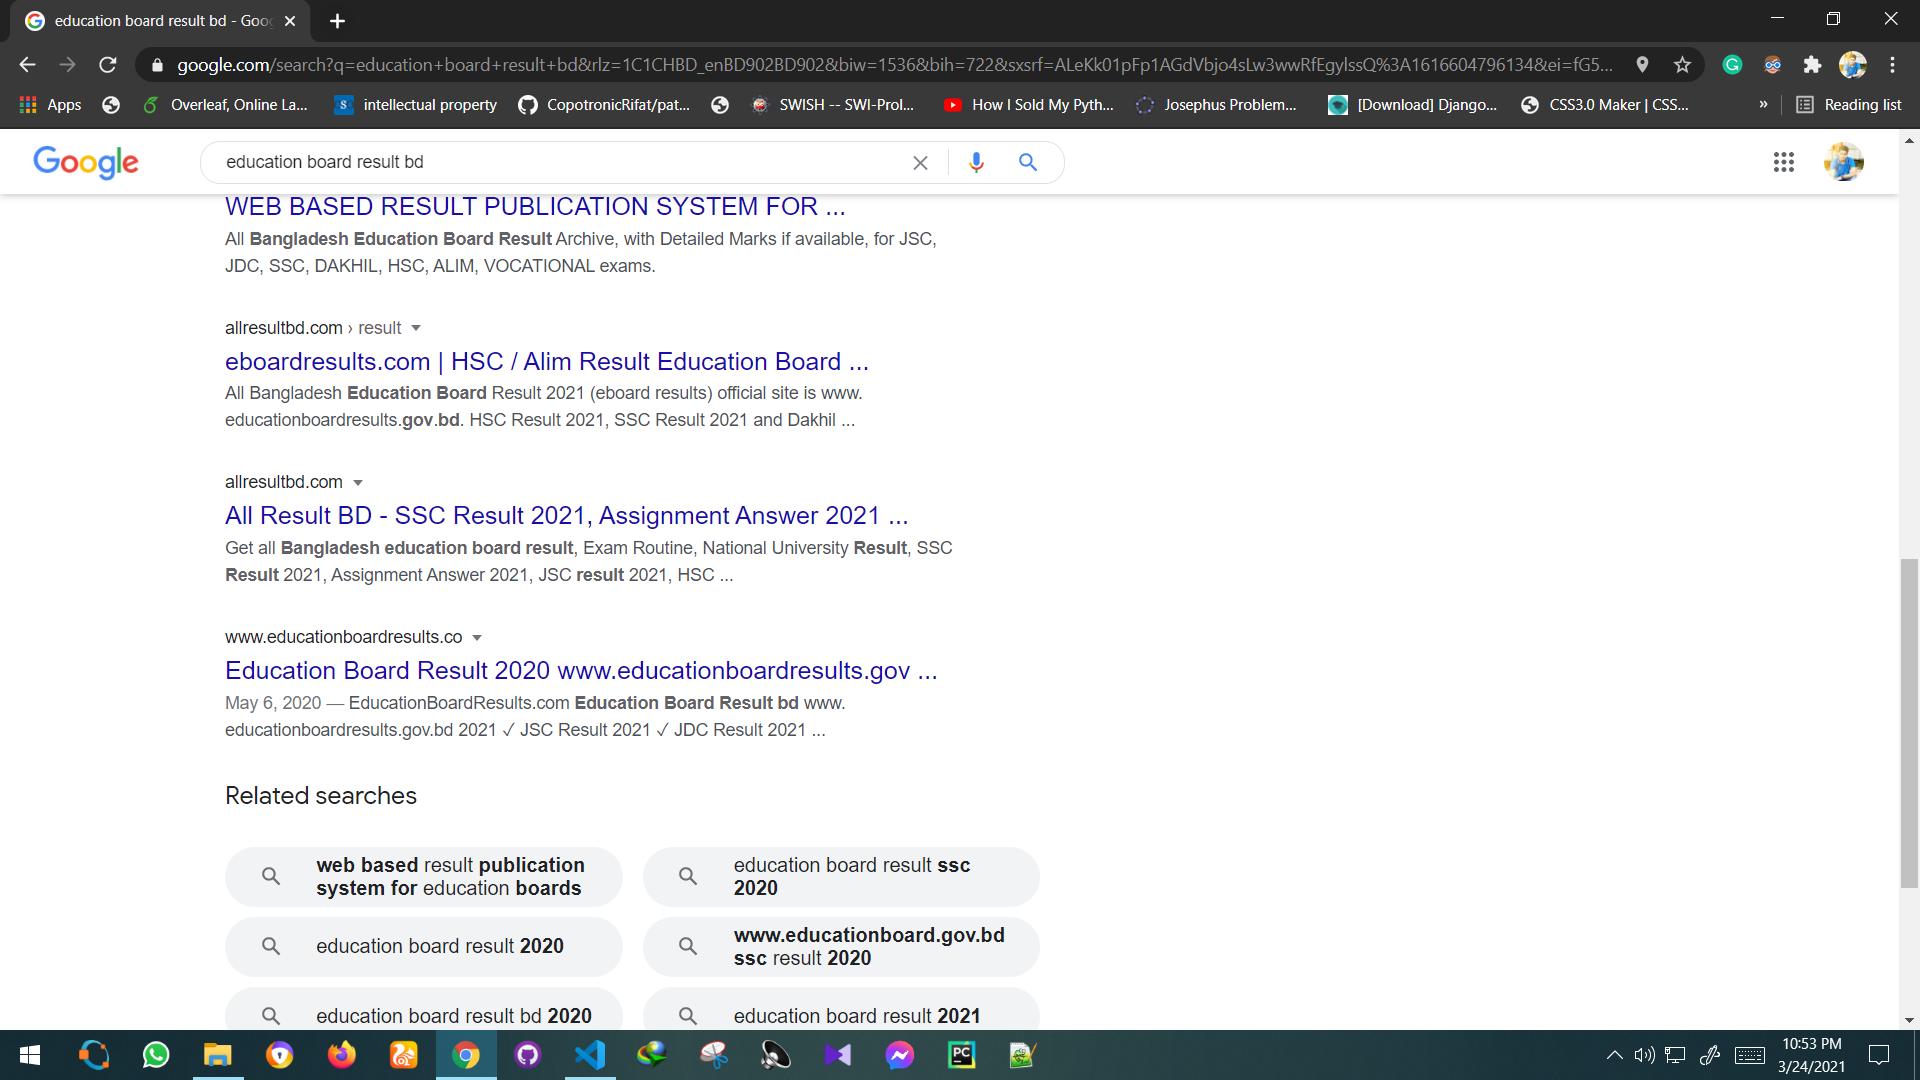 education board result bd - Goo
google.com/search?q=education+board+result+bd&rlz=1C1CHBD_enBD902BD902&biw=1536&bih=722&sxsrf=ALeKk01pFp1AGdVbjo4sLw3wwRfEgylssQ%3A1616604796134&ei=fG5...
Apps Overleaf, Online La... intellectual property CopotronicRifat/pat... SWISH -- SWI-Prol... How I Sold My Pyth... Josephus Problem... [Download] Django... CSS3.0 Maker | CSS... » Reading list
Google education board result bd
WEB BASED RESULT PUBLICATION SYSTEM FOR ...
All Bangladesh Education Board Result Archive, with Detailed Marks if available, for JSC,
JDC, SSC, DAKHIL, HSC, ALIM, VOCATIONAL exams.
allresultbd.com › result
eboardresults.com | HSC / Alim Result Education Board ...
All Bangladesh Education Board Result 2021 (eboard results) official site is www.
educationboardresults.gov.bd. HSC Result 2021, SSC Result 2021 and Dakhil ...
allresultbd.com
All Result BD - SSC Result 2021, Assignment Answer 2021 ...
Get all Bangladesh education board result, Exam Routine, National University Result, SSC
Result 2021, Assignment Answer 2021, JSC result 2021, HSC ...
www.educationboardresults.co
Education Board Result 2020 www.educationboardresults.gov ...
May 6, 2020 — EducationBoardResults.com Education Board Result bd www.
educationboardresults.gov.bd 2021 ✓ JSC Result 2021 ✓ JDC Result 2021 ...
Related searches
web based result publication
system for education boards
education board result ssc
2020
education board result 2020
www.educationboard.gov.bd
ssc result 2020
education board result bd 2020
education board result 2021
10:53 PM
3/24/2021